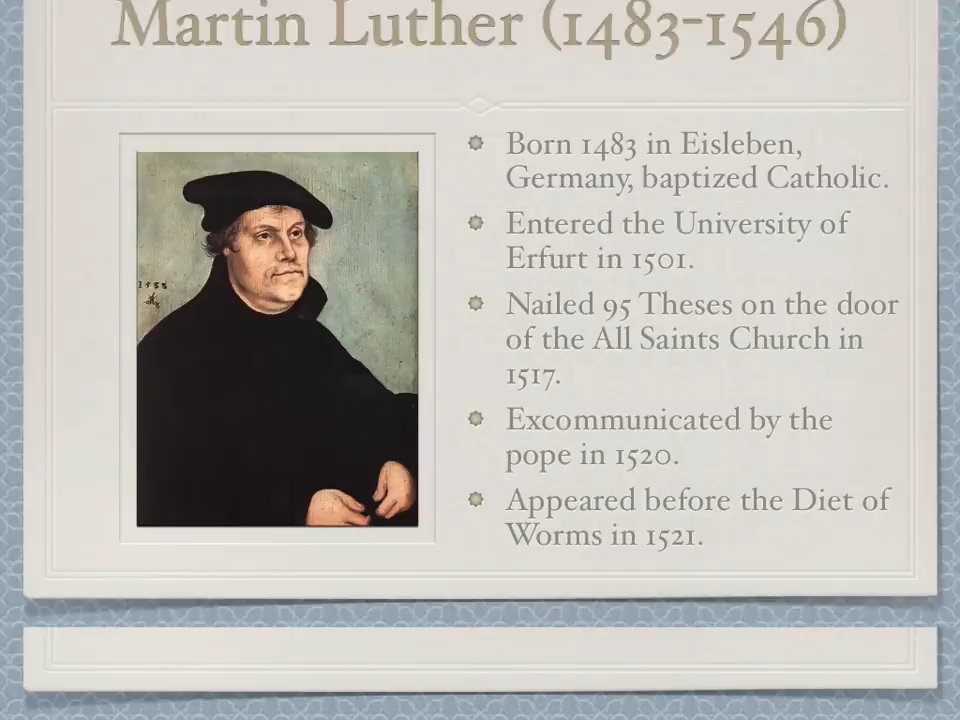 Martin Luther (1483-1546)
Born 1483 in Eisleben,
Germany, baptized Catholic.
Entered the University of
Erfurt in 1501.
Nailed 95 Theses on the door
of the All Saints Church in
1517.
Excommunicated by the
pope in 1520.
Appeared before the Diet of
Worms in 1521.